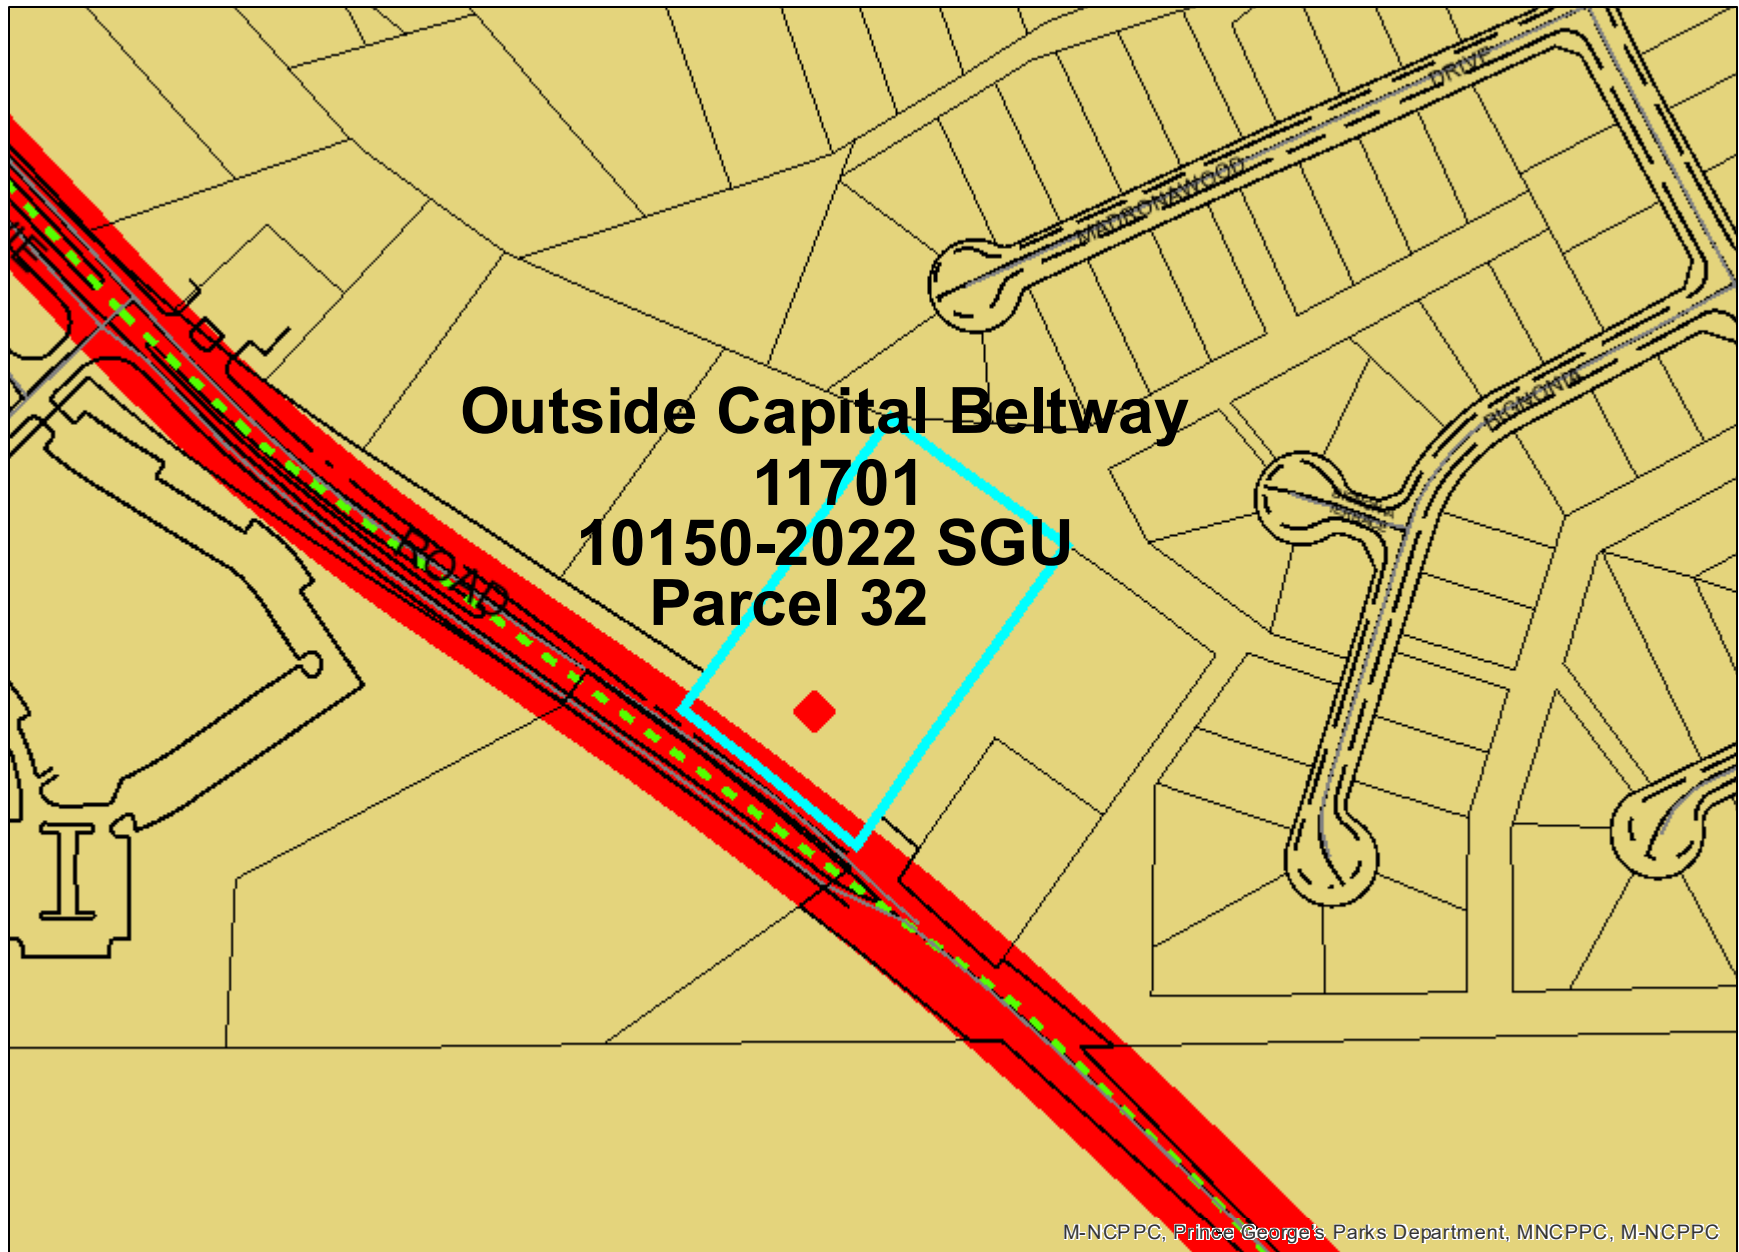 DRIVE
MADRONAWOOD
BIGNONIA
Outside Capital Beltway
11701
10150-2022 SGU
Parcel 32
ROAD
M-NCPPC, Prince George's Parks Department, MNCPPC, M-NCPPC